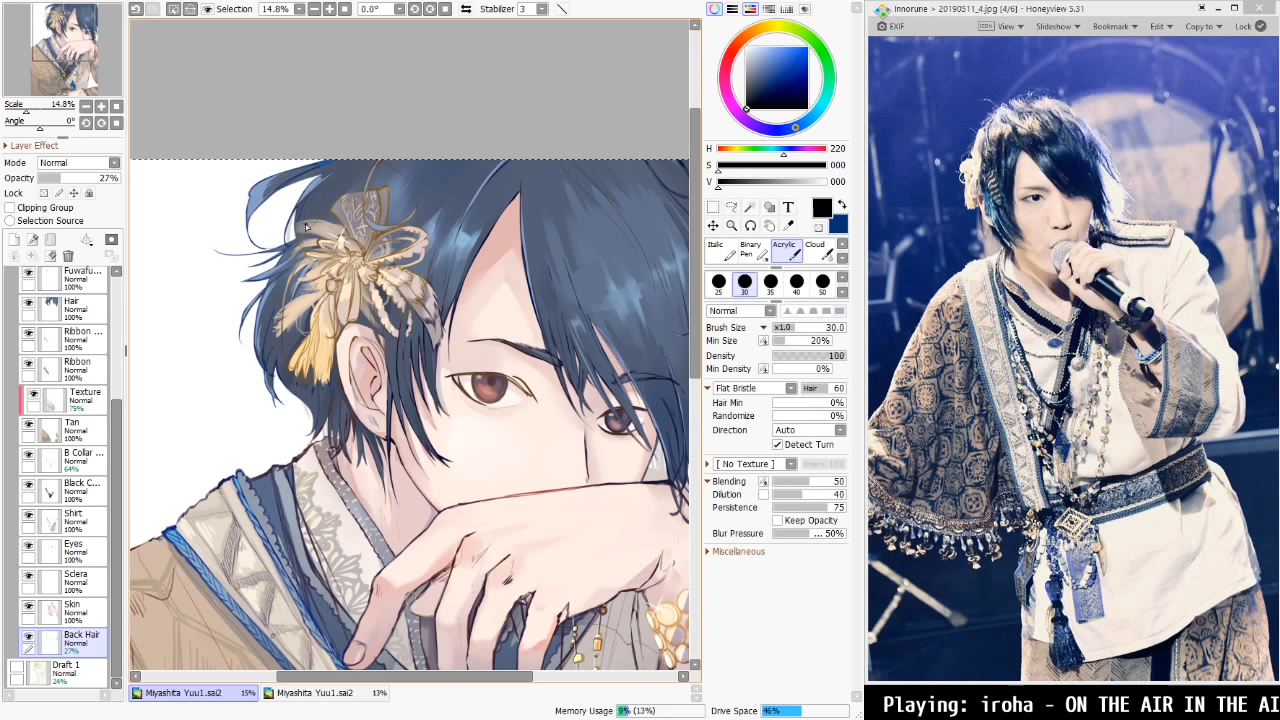 Selection 14.8% 0.0° Stabilizer 3
Inorune > 20190511_4.jpg [4/6] - Honeyview 5.31
EXIF View Slideshow Bookmark Edit Copy to Lock
Scale 14.8%
Angle 0°
Layer Effect
Mode Normal
Opacy 27%
Lock
Clipping Group
Selection Source
Fuwafu...
Normal
100%
Hair
Normal
100%
Ribbon ...
Normal
100%
Ribbon
Normal
100%
Texture
Normal
75%
Tan
Normal
100%
B Collar ...
Normal
64%
Black C...
Normal
100%
Shirt
Normal
100%
Eyes
Normal
100%
Sclera
Normal
100%
Skin
Normal
100%
Back Hair
Normal
27%
Draft 1
Normal
24%
H 220
S 000
V 000
T
Italic Binary Pen Acrylic Cloud
25 30 35 40 50
Normal
Brush Size x1.0 30.0
Min Size 20%
Density 100
Min Density 0%
Flat Bristle Hair 60
Hair Min 0%
Randomize 0%
Direction Auto
Detect Turn
[ No Texture ]
Blending 50
Dilution 40
Persistence 75
Keep Opacity
Blur Pressure ... 50%
Miscellaneous
Miyashita Yuu1.sai2 15% Miyashita Yuu1.sai2 13%
Memory Usage 9% (13%) Drive Space 46%
Playing: iroha - ON THE AIR IN THE AI